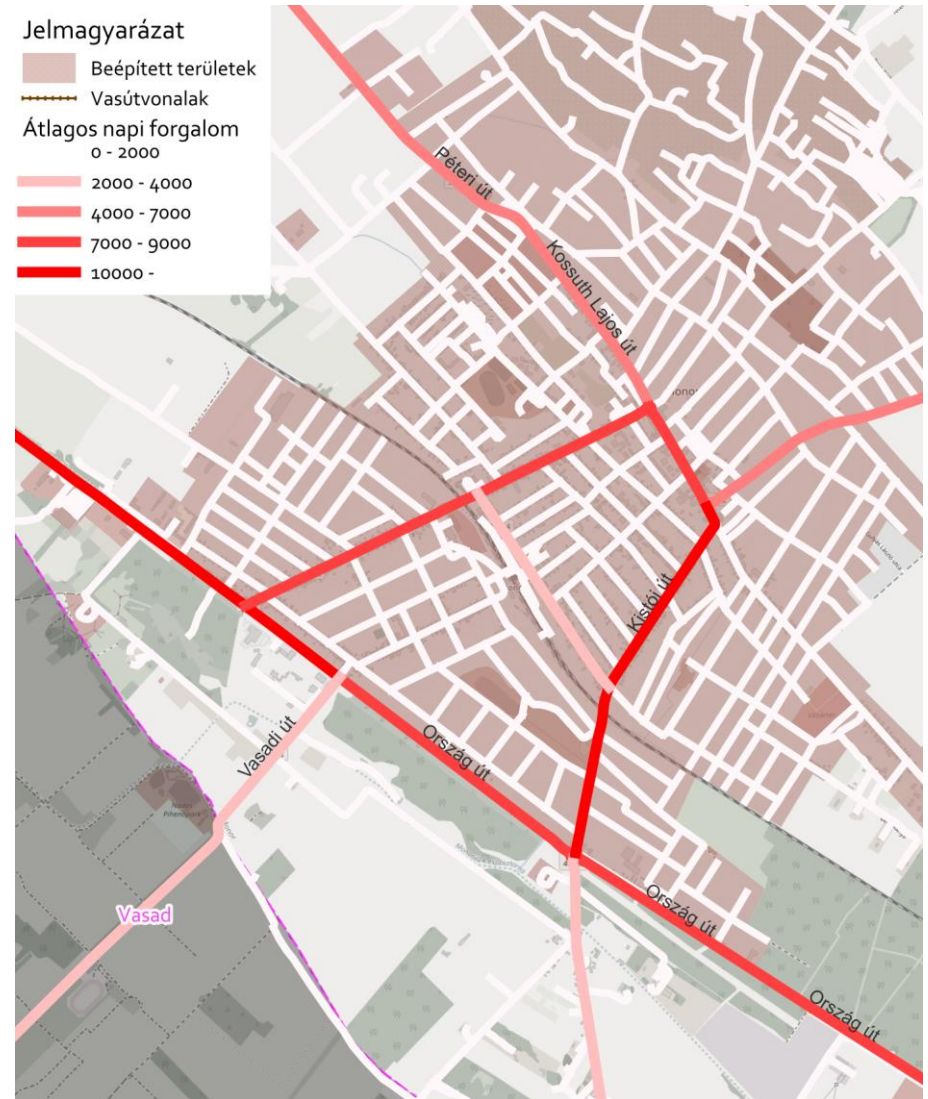 Jelmagyarázat
Beépített területek
Vasútvonalak
Átlagos napi forgalom
0 - 2000
2000 - 4000
4000 - 7000
7000 - 9000
10000 -
Péteri út
Kossuth Lajos út
Kistói út
Vasadi út
Ország út
Vasad
Ország út
Ország út